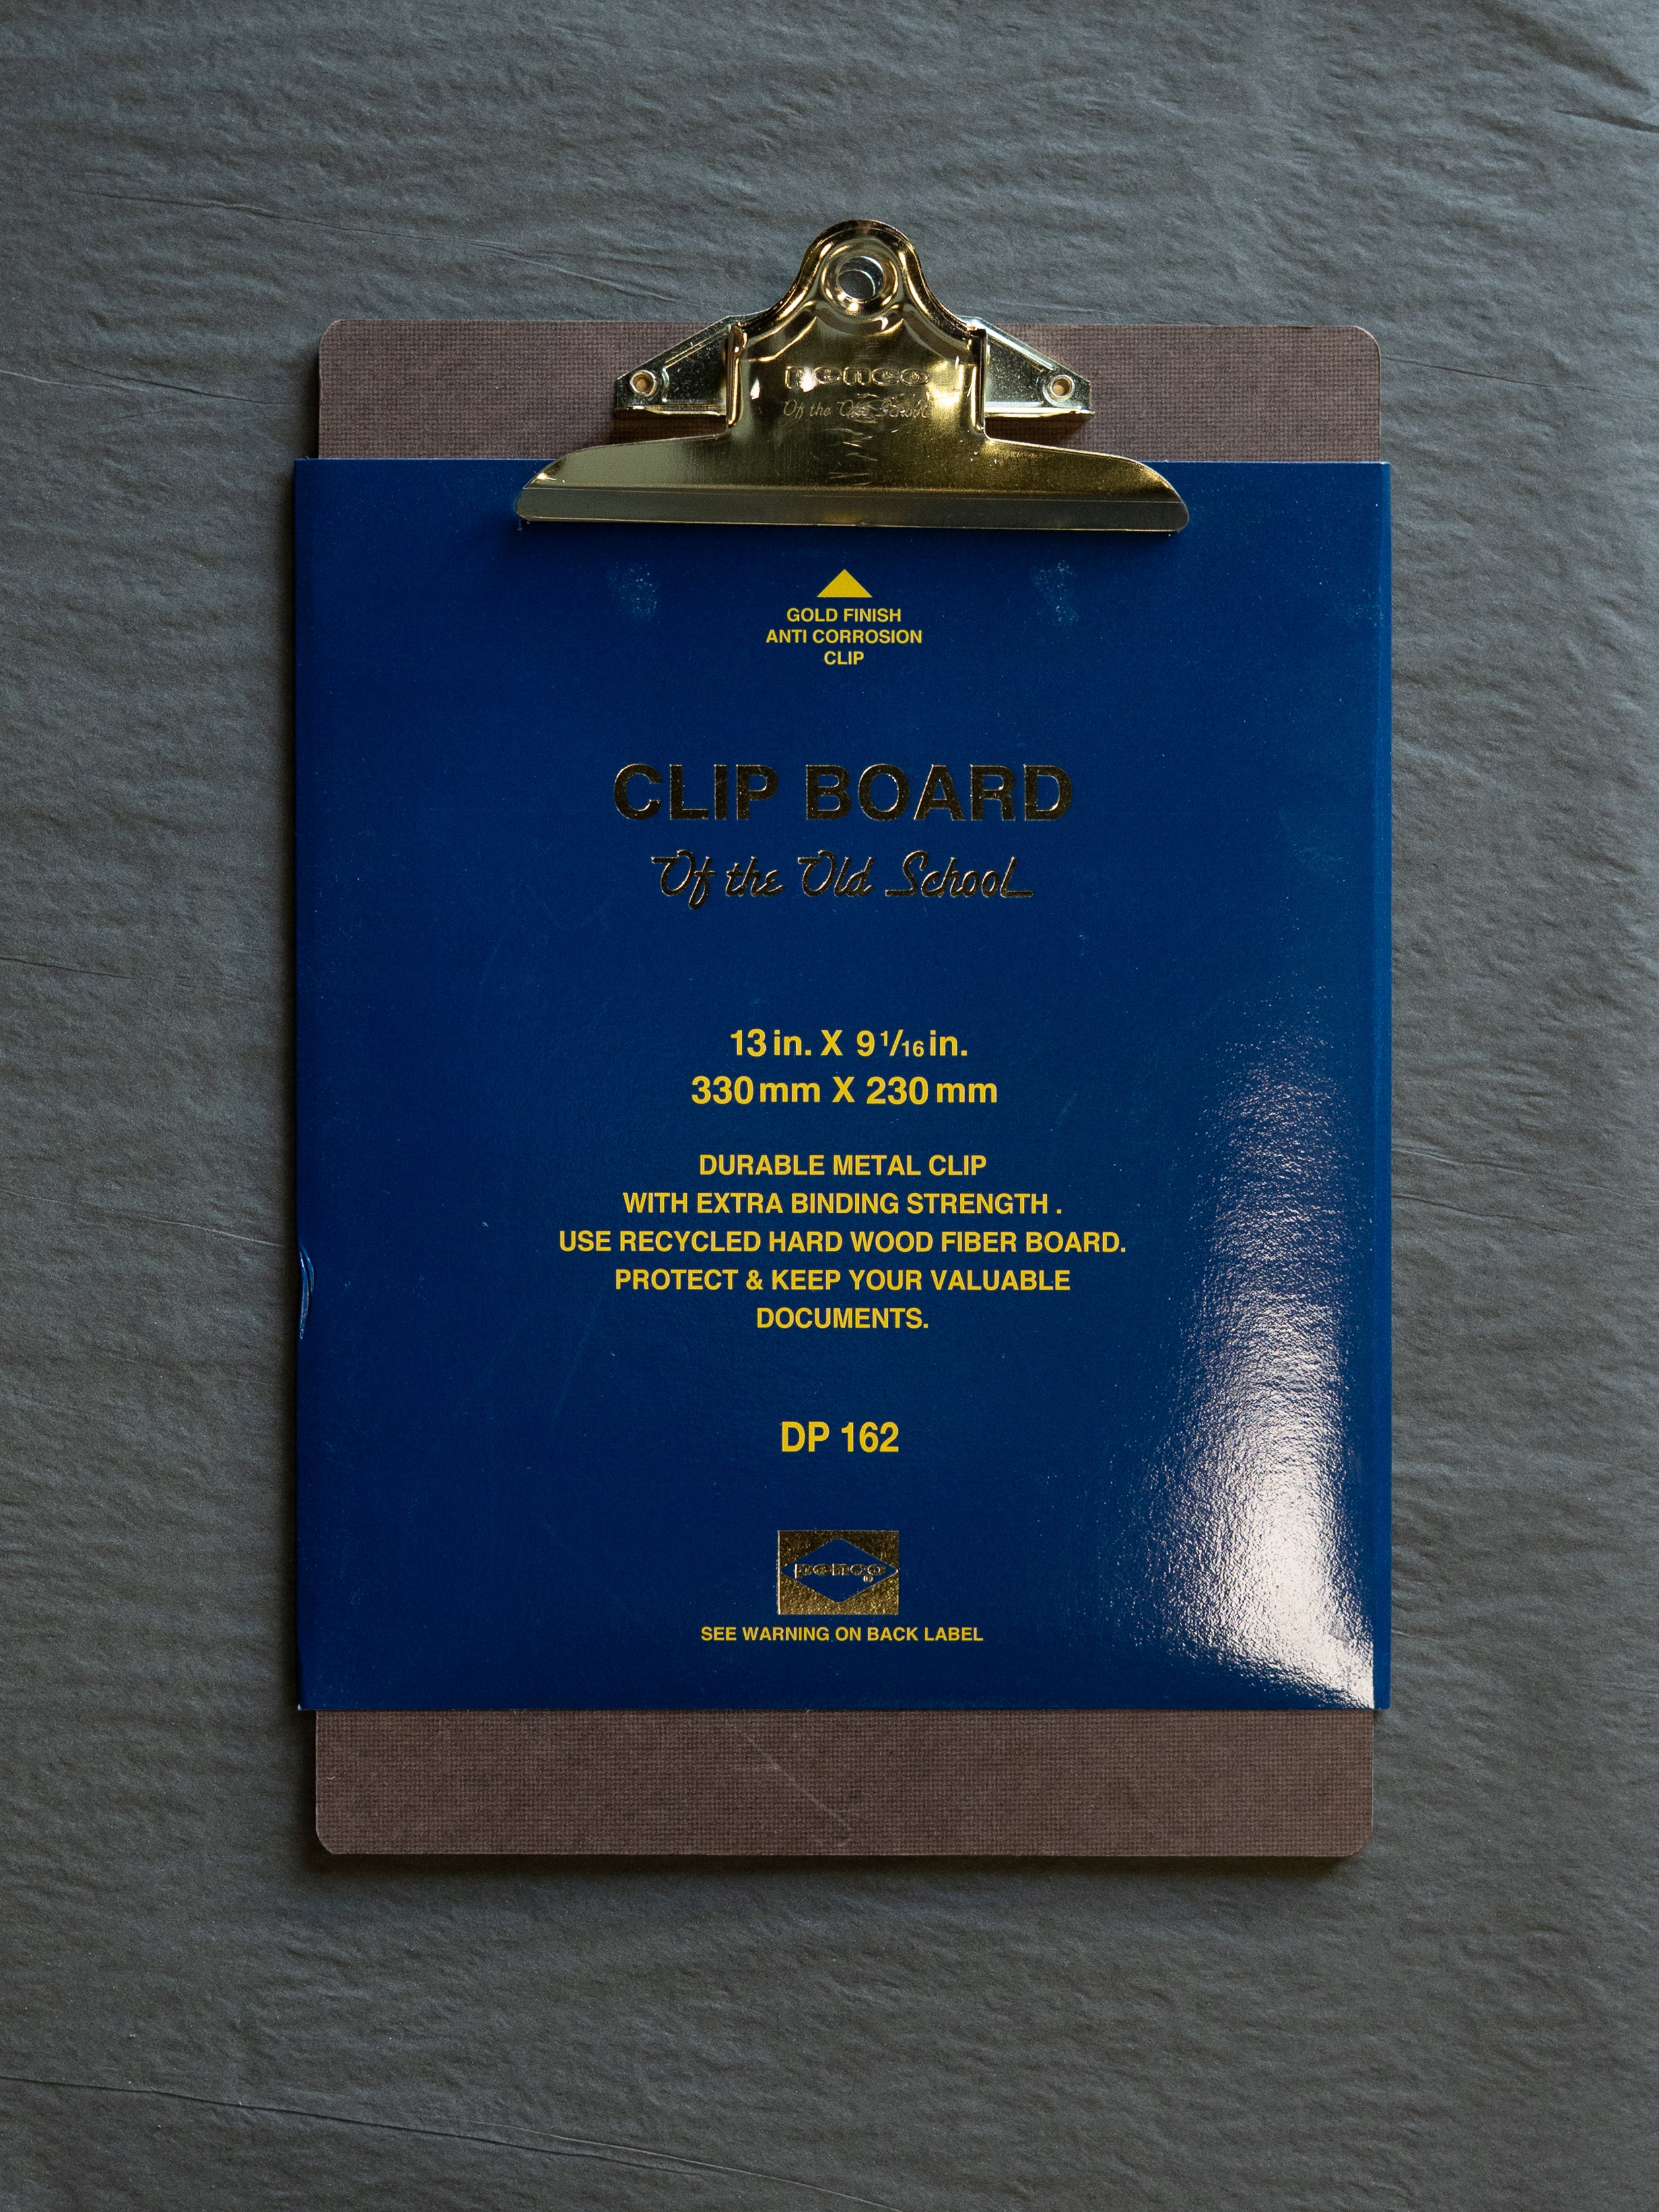 penco
Of the Old School
GOLD FINISH
ANTI CORROSION
CLIP
CLIP BOARD
Of the Old School
13 in. X 9 1/16 in.
330 mm X 230 mm
DURABLE METAL CLIP
WITH EXTRA BINDING STRENGTH .
USE RECYCLED HARD WOOD FIBER BOARD.
PROTECT & KEEP YOUR VALUABLE
DOCUMENTS.
DP 162
penco®
SEE WARNING ON BACK LABEL